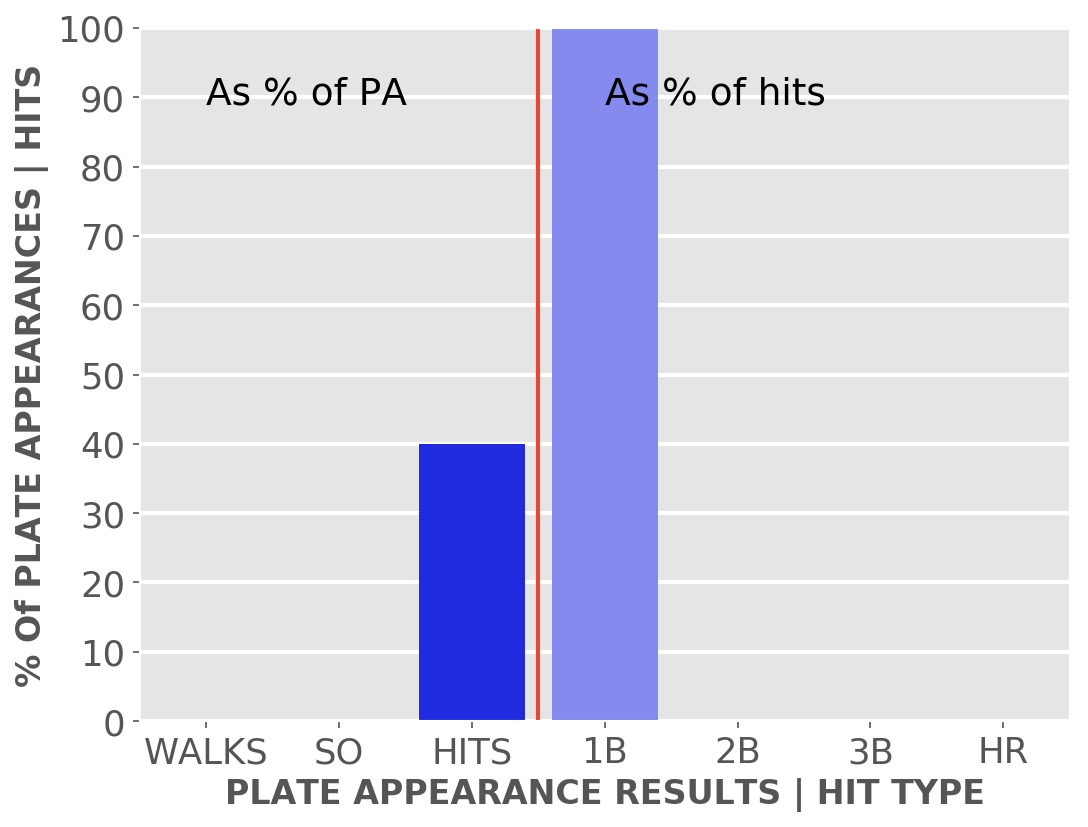 % Of PLATE APPEARANCES | HITS
100
90
80
70
60
50
40
30
20
10
0
As % of PA
As % of hits
WALKS SO HITS 1B 2B 3B HR
PLATE APPEARANCE RESULTS | HIT TYPE